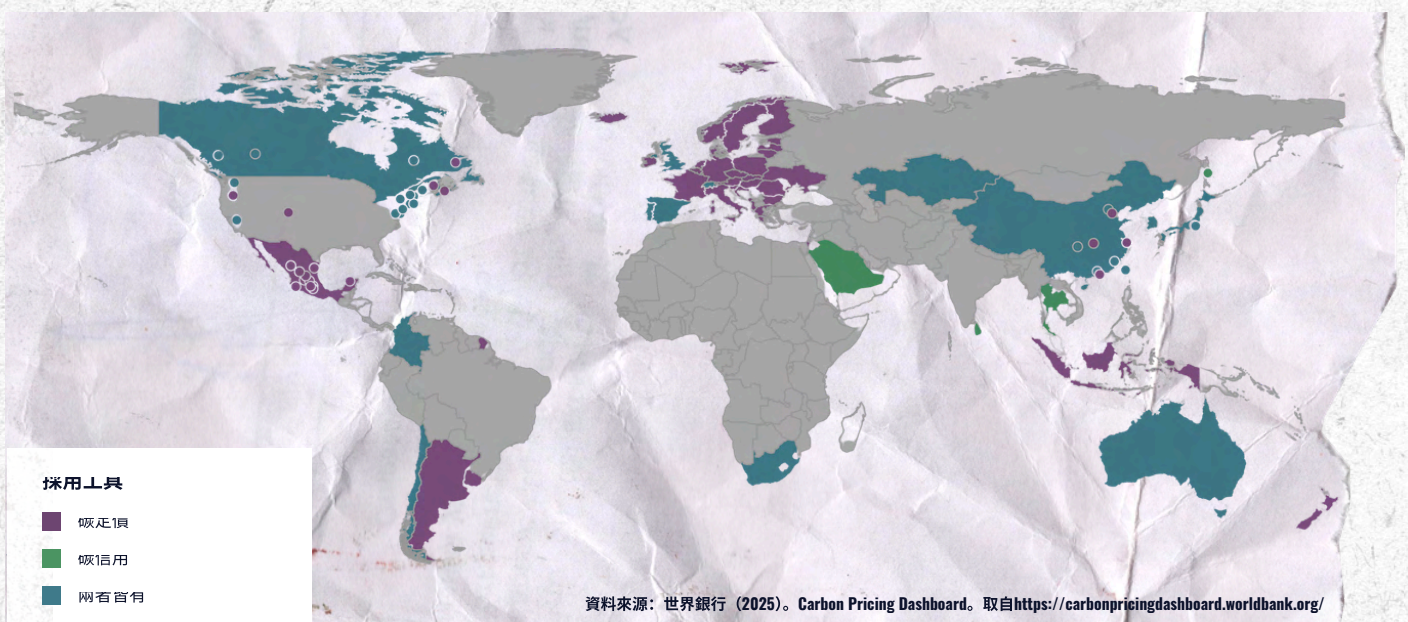 採用工具
碳定價
碳信用
兩者皆有
資料來源：世界銀行（2025）。Carbon Pricing Dashboard。取自https://carbonpricingdashboard.worldbank.org/